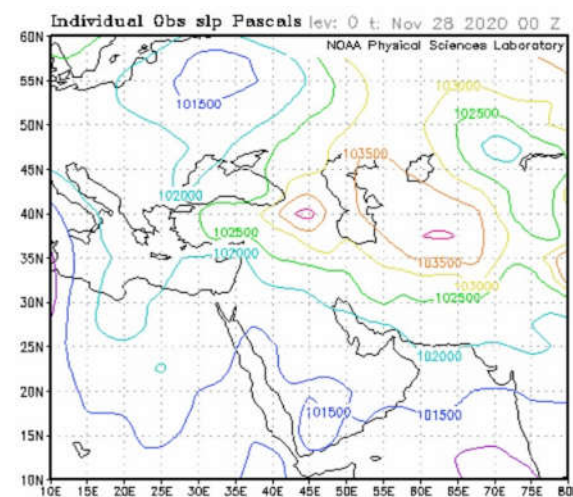 Individual Obs slp Pascals lev: 0 t: Nov 28 2020 00 Z
NOAA Physical Sciences Laboratory
60N
55N
50N
45N
40N
35N
30N
25N
20N
15N
10N
101500
103000
102500
103500
102000
102500
102000
103500
103000
102500
102000
101500
101500
10E 15E 20E 25E 30E 35E 40E 45E 50E 55E 60E 65E 70E 75E 80E